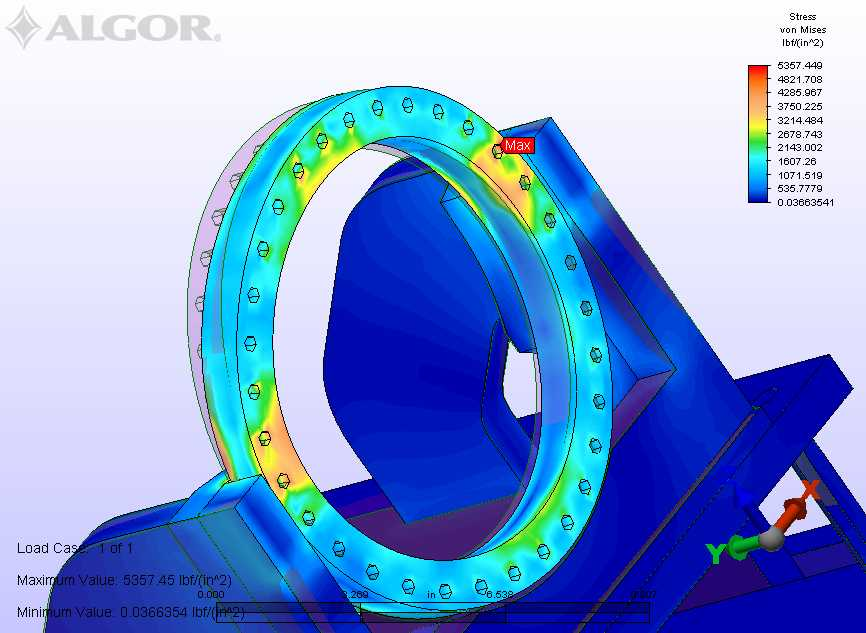 ALGOR.
Stress
von Mises
lbf/(in^2)
5357.449
4821.708
4285.967
3750.225
3214.484
2678.743
2143.002
1607.26
1071.519
535.7779
0.03663541
Max
X
Y
Load Case: 1 of 1
Maximum Value: 5357.45 lbf/(in^2)
0.000 3.269 in 6.538
Minimum Value: 0.0366354 lbf/(in^2)